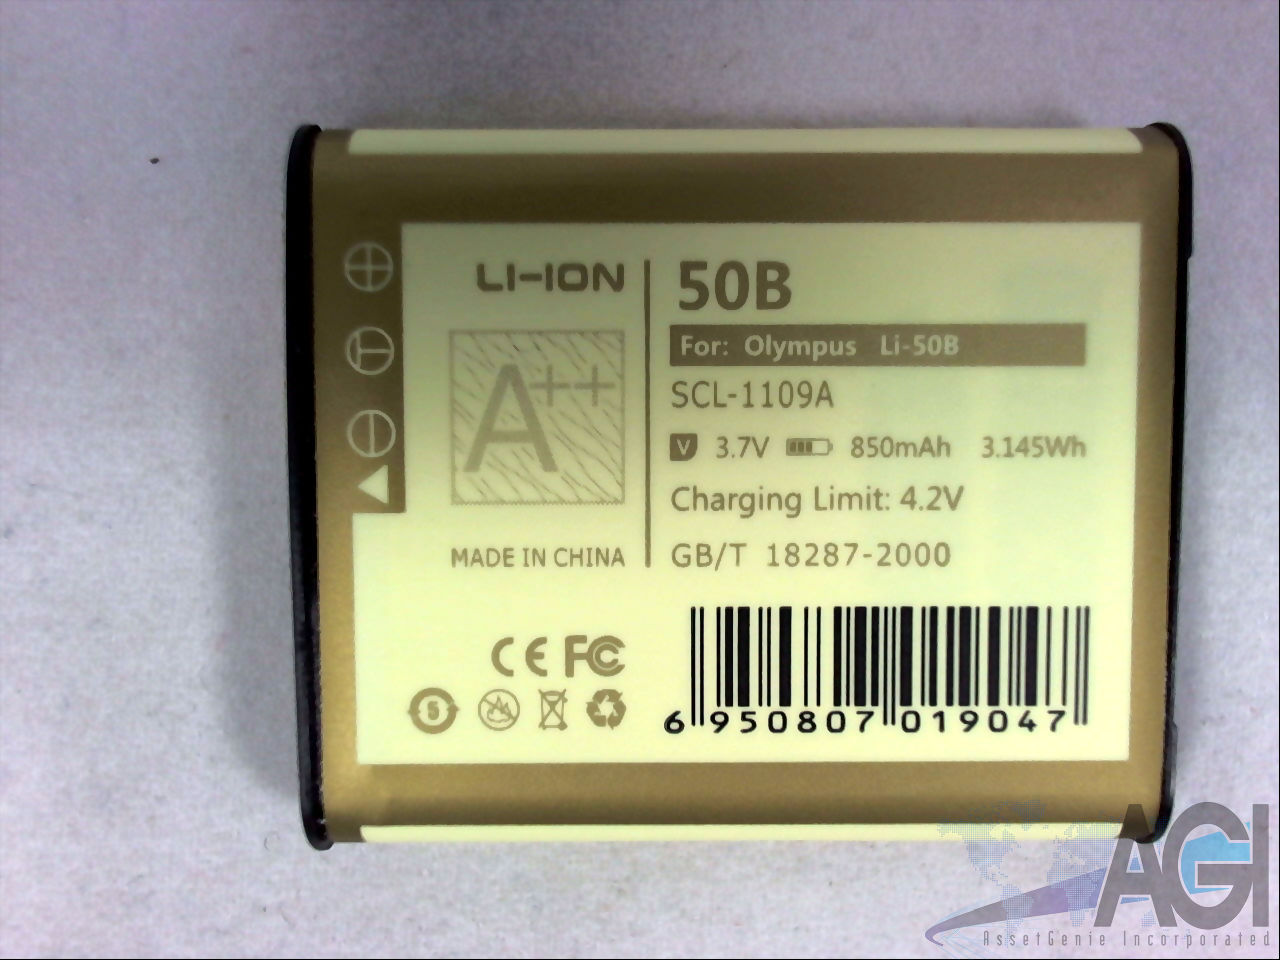 LI-ION
A++
MADE IN CHINA
50B
For: Olympus Li-50B
SCL-1109A
V 3.7V 850mAh 3.145Wh
Charging Limit: 4.2V
GB/T 18287-2000
CE FC
5
6 950807 019047
AGI
AssetGenie Incorporated